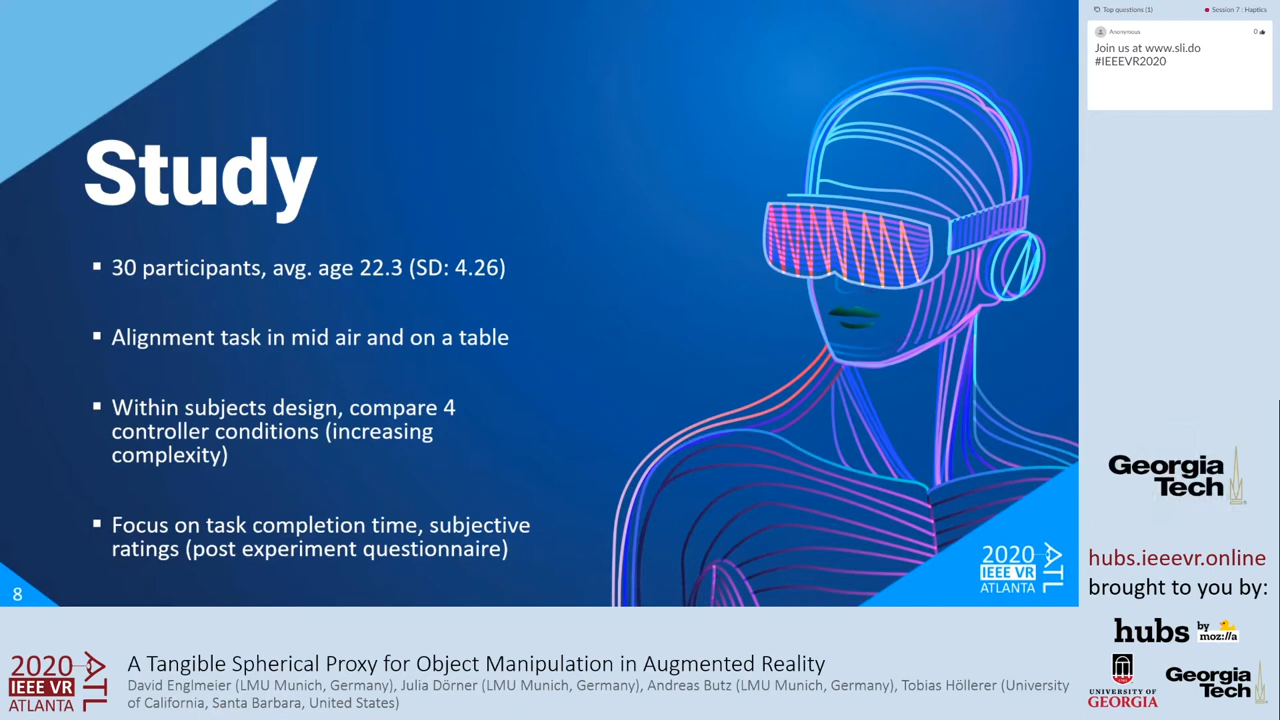 Study
▪ 30 participants, avg. age 22.3 (SD: 4.26)
▪ Alignment task in mid air and on a table
▪ Within subjects design, compare 4
controller conditions (increasing
complexity)
▪ Focus on task completion time, subjective
ratings (post experiment questionnaire)
8
2020
IEEE VR
ATLANTA
ATL
Top questions (1)
Session 7 : Haptics
Anonymous
0
Join us at www.sli.do
#IEEEVR2020
Georgia
Tech
hubs.ieeevr.online
brought to you by:
hubs by
moz://a
UNIVERSITY OF
GEORGIA
Georgia
Tech
2020
IEEE VR
ATLANTA
ATL
A Tangible Spherical Proxy for Object Manipulation in Augmented Reality
David Englmeier (LMU Munich, Germany), Julia Dörner (LMU Munich, Germany), Andreas Butz (LMU Munich, Germany), Tobias Höllerer (University
of California, Santa Barbara, United States)